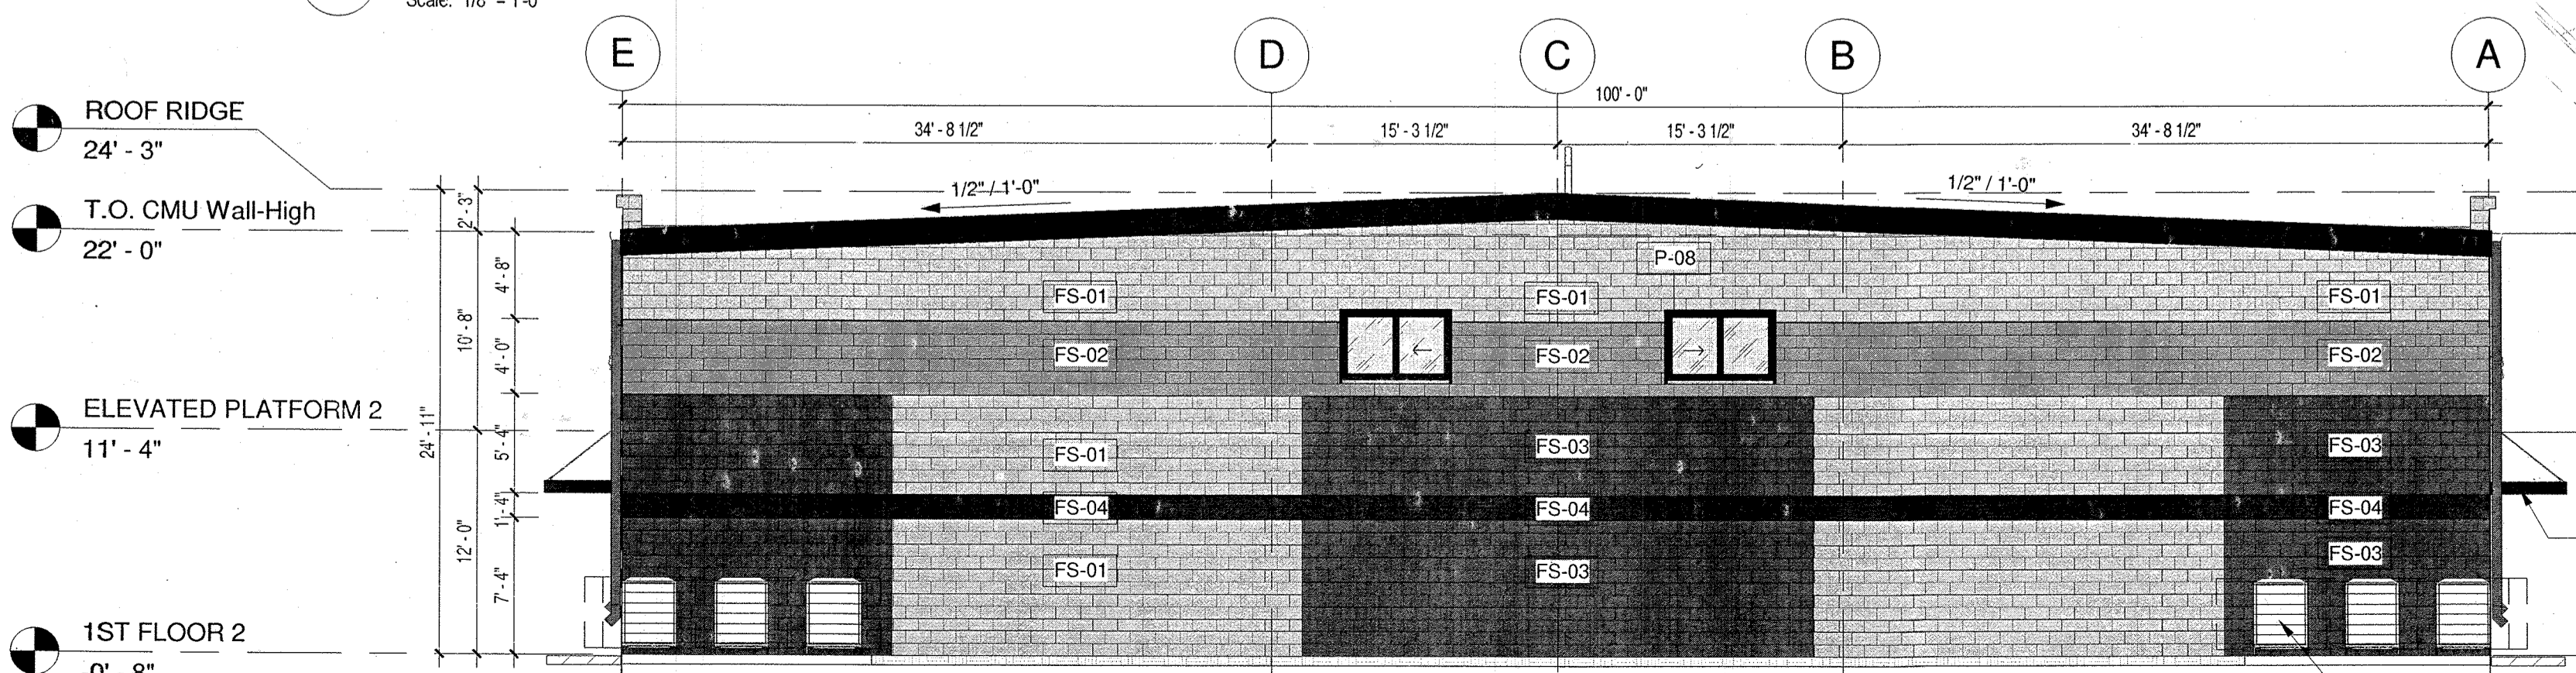 Scale: 1/8" = 1'-0"
E
D
C
B
A
100' - 0"
34' - 8 1/2"
15' - 3 1/2"
15' - 3 1/2"
34' - 8 1/2"
ROOF RIDGE
24' - 3"
T.O. CMU Wall-High
22' - 0"
ELEVATED PLATFORM 2
11' - 4"
1ST FLOOR 2
-0' - 8"
24' - 11"
2' - 3"
10' - 8"
12' - 0"
4' - 8"
4' - 0"
5' - 4"
1' - 4"
7' - 4"
1/2" / 1'-0"
1/2" / 1'-0"
P-08
FS-01
FS-01
FS-01
FS-02
FS-02
FS-02
FS-01
FS-03
FS-03
FS-04
FS-04
FS-04
FS-01
FS-03
FS-03